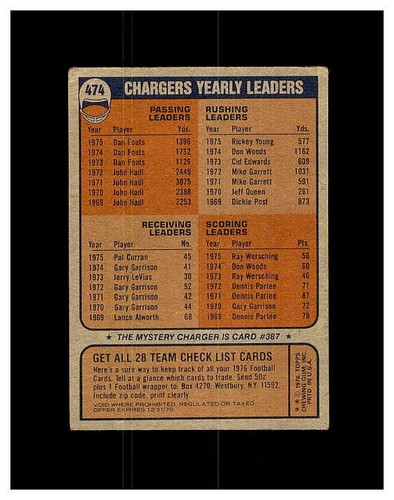 474 CHARGERS YEARLY LEADERS
PASSING LEADERS
Year Player Yds.
1975 Dan Fouts 1396
1974 Dan Fouts 1732
1973 Dan Fouts 1126
1972 John Hadl 2449
1971 John Hadl 3075
1970 John Hadl 2388
1969 John Hadl 2253
RUSHING LEADERS
Year Player Yds.
1975 Rickey Young 577
1974 Don Woods 1162
1973 Cid Edwards 609
1972 Mike Garrett 1031
1971 Mike Garrett 591
1970 Jeff Queen 261
1969 Dickie Post 873
RECEIVING LEADERS
Year Player No.
1975 Pat Curran 45
1974 Gary Garrison 41
1973 Jerry LeVias 30
1972 Gary Garrison 52
1971 Gary Garrison 42
1970 Gary Garrison 44
1969 Lance Alworth 68
SCORING LEADERS
Year Player Pts.
1975 Ray Wersching 56
1974 Don Woods 60
1973 Ray Wersching 46
1972 Dennis Partee 71
1971 Dennis Partee 87
1970 Gary Garrison 72
1969 Dennis Partee 78
★ THE MYSTERY CHARGER IS CARD #387 ★
GET ALL 28 TEAM CHECK LIST CARDS
Here's a sure way to keep track of all your 1976 Football
Cards. Tell at a glance which cards to trade. Send 50¢
plus 1 Football wrapper to: Box 4270, Westbury, N.Y. 11592.
Include zip code, print clearly.
VOID WHERE PROHIBITED, REGULATED OR TAXED.
OFFER EXPIRES 12/31/76
★ ★ © 1976 TOPPS
CHEWING GUM, INC.
PRTD. IN U.S.A.